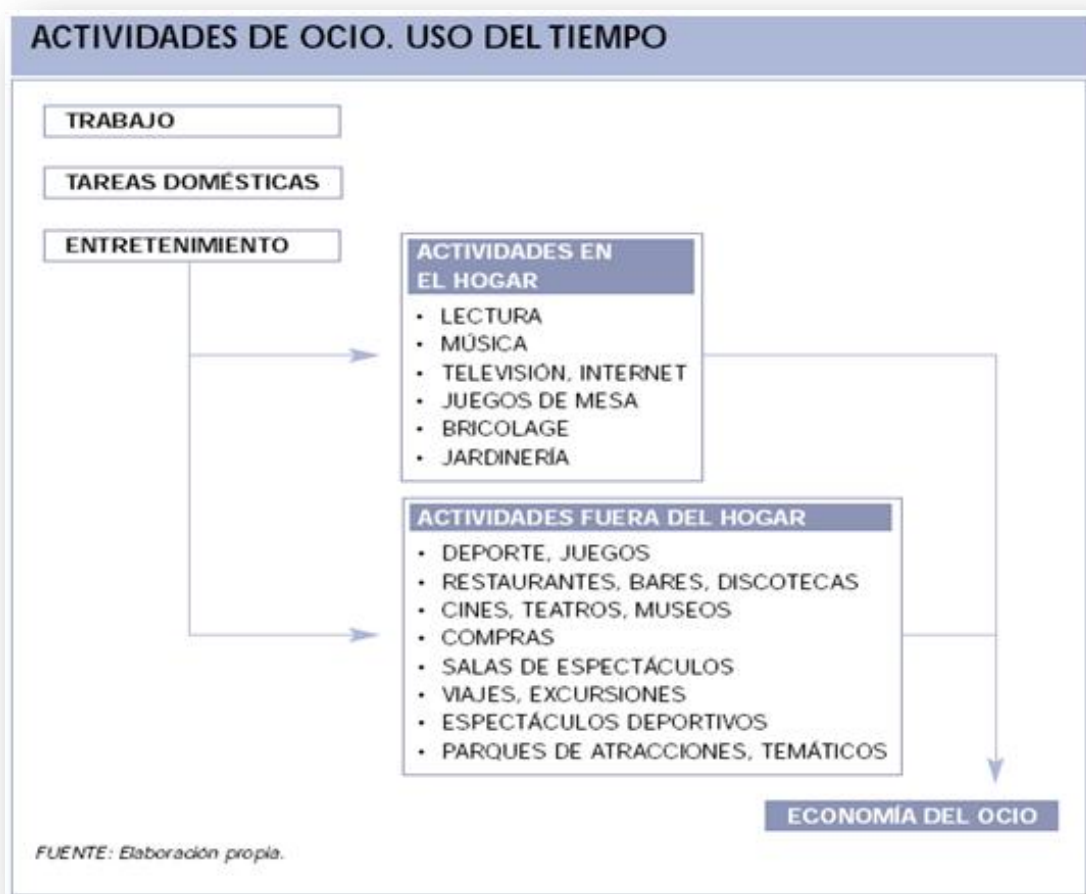 ACTIVIDADES DE OCIO. USO DEL TIEMPO
TRABAJO
TAREAS DOMÉSTICAS
ENTRETENIMIENTO
ACTIVIDADES EN
EL HOGAR
• LECTURA
• MÚSICA
• TELEVISIÓN, INTERNET
• JUEGOS DE MESA
• BRICOLAGE
• JARDINERÍA
ACTIVIDADES FUERA DEL HOGAR
• DEPORTE, JUEGOS
• RESTAURANTES, BARES, DISCOTECAS
• CINES, TEATROS, MUSEOS
• COMPRAS
• SALAS DE ESPECTÁCULOS
• VIAJES, EXCURSIONES
• ESPECTÁCULOS DEPORTIVOS
• PARQUES DE ATRACCIONES, TEMÁTICOS
ECONOMÍA DEL OCIO
FUENTE: Elaboración propia.